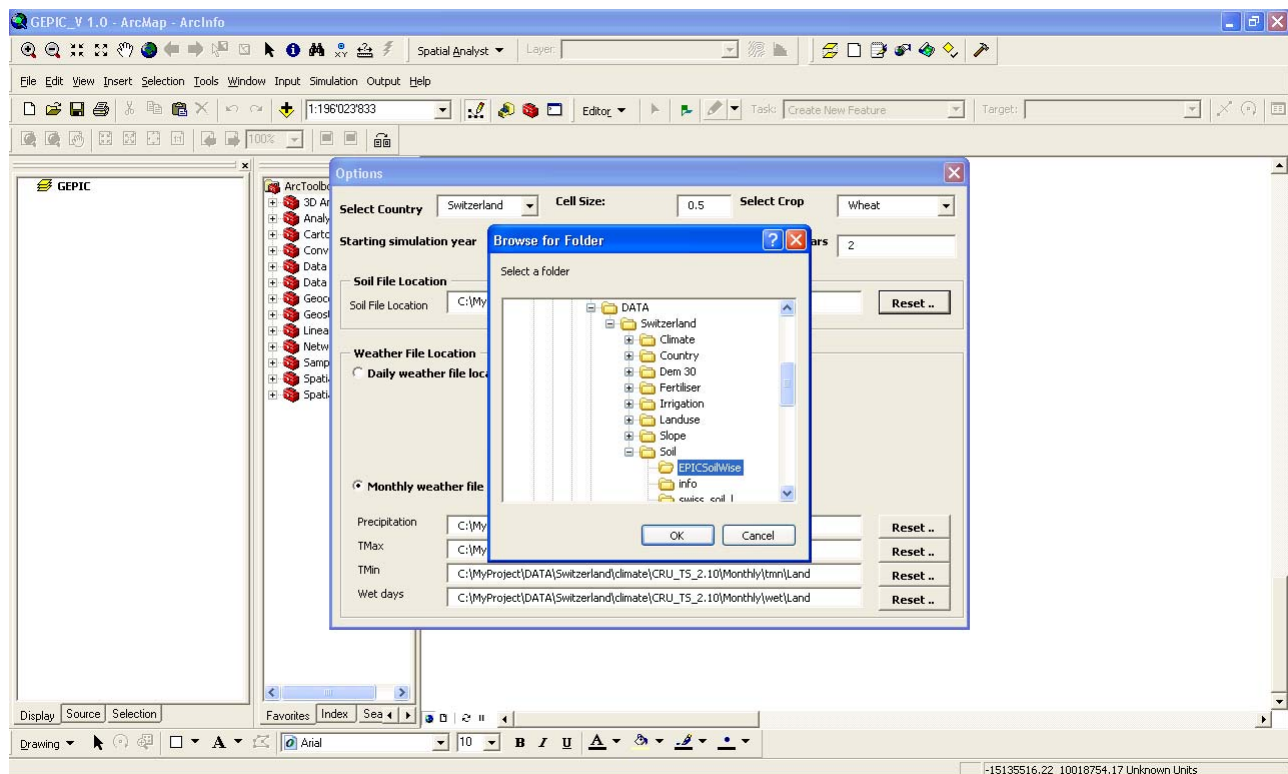 GEPIC_V 1.0 - ArcMap - ArcInfo
Spatial Analyst
Layer:
File Edit View Insert Selection Tools Window Input Simulation Output Help
1:196'023'833
Editor
Task:
Create New Feature
Target:
100%
GEPIC
ArcToolbo
3D Ar
Analy
Carto
Conv
Data
Data
Geoco
Geos
Linea
Netw
Samp
Spati
Spati
Options
Select Country
Switzerland
Cell Size:
0.5
Select Crop
Wheat
Starting simulation year
ars
2
Soil File Location
Soil File Location
C:\My
Reset ..
Weather File Location
Daily weather file loca
Monthly weather file
Precipitation
C:\My
Reset ..
TMax
C:\My
Reset ..
TMin
C:\MyProject\DATA\Switzerland\climate\CRU_TS_2.10\Monthly\tmn\Land
Reset ..
Wet days
C:\MyProject\DATA\Switzerland\climate\CRU_TS_2.10\Monthly\wet\Land
Reset ..
Browse for Folder
Select a folder
DATA
Switzerland
Climate
Country
Dem 30
Fertiliser
Irrigation
Landuse
Slope
Soil
EPICSoilWise
info
swiss_soil_l
OK
Cancel
Display Source Selection
Favorites Index Sea
Drawing
Arial
10
B I U A
-15135516.22 10018754.17 Unknown Units